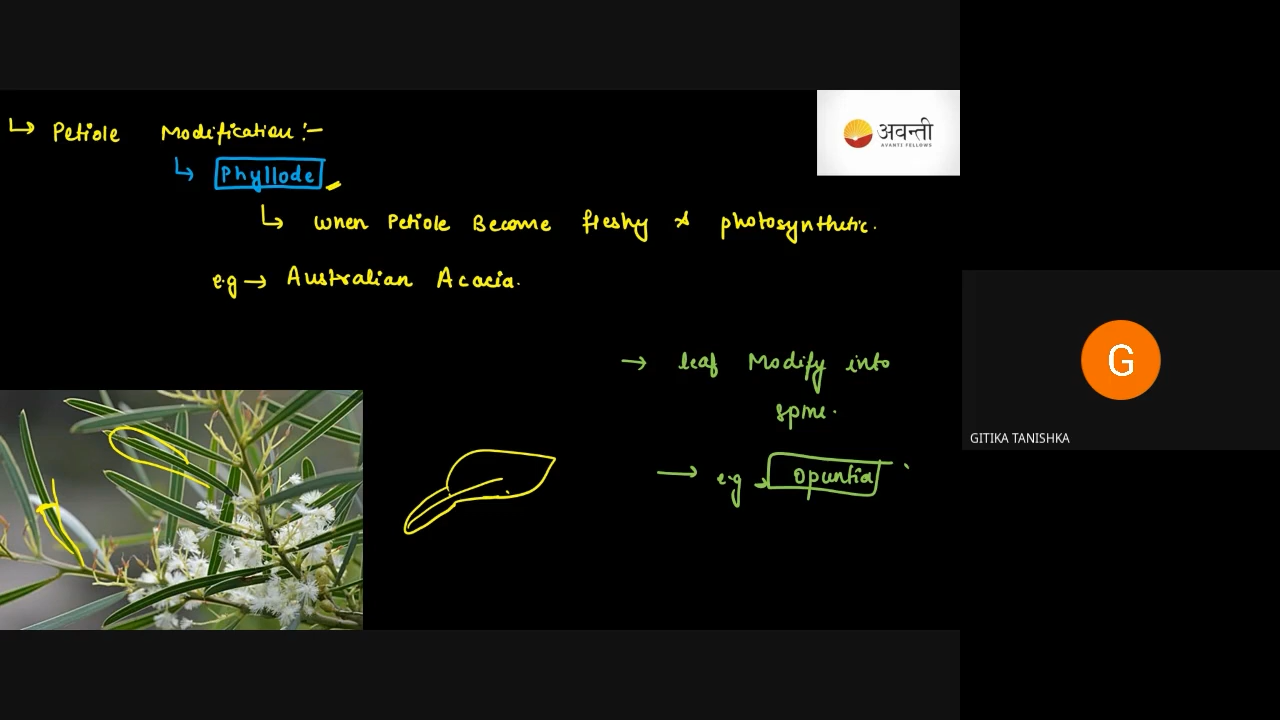 ↳ Petiole Modification:-
↳ Phyllode
↳ when Petiole Become fleshy & photosynthetic.
e.g → Australian Acacia.
→ leaf Modify into
spine.
→ e.g → Opuntia
अवन्ती
AVANTI FELLOWS
G
GITIKA TANISHKA